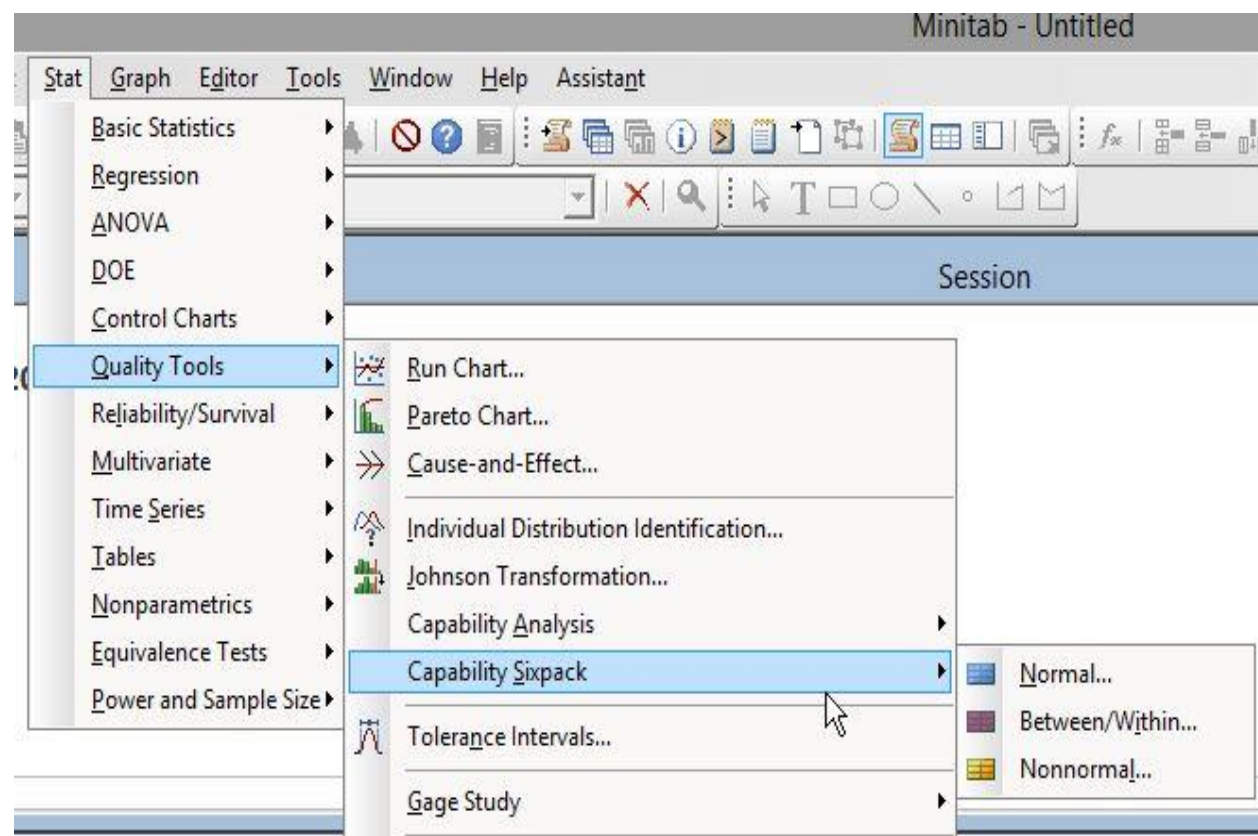 Minitab - Untitled
Stat Graph Editor Tools Window Help Assistant
Basic Statistics
Regression
ANOVA
DOE
Session
Control Charts
Quality Tools
Run Chart...
Reliability/Survival
Pareto Chart...
Multivariate
Cause-and-Effect...
Time Series
Individual Distribution Identification...
Tables
Johnson Transformation...
Nonparametrics
Capability Analysis
Equivalence Tests
Capability Sixpack
Normal...
Power and Sample Size
Between/Within...
Tolerance Intervals...
Nonnormal...
Gage Study